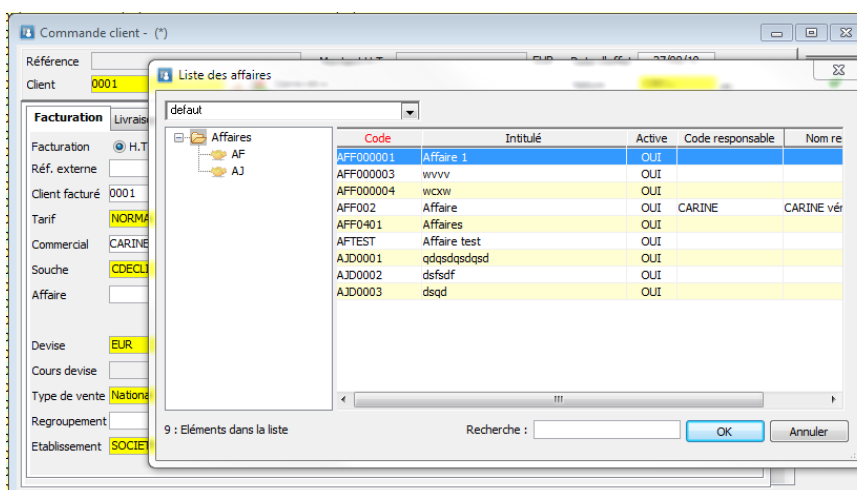 Commande client - (*)
Référence
EUR
Client 0001
Liste des affaires
defaut
Facturation
Facturation H.T
Réf. externe
Client facturé 0001
Tarif
Commercial CARINE
Souche
Affaire
Devise EUR
Cours devise
Type de vente
Regroupement
Etablissement
Affaires
AF
AJ
Code Intitulé Active Code responsable
AFF000001 Affaire 1 OUI
AFF000003 wvvv OUI
AFF000004 wcxw OUI
AFF002 Affaire OUI CARINE CARINE
AFF0401 Affaires OUI
AFTEST Affaire test OUI
AJD0001 qdqsdqsdqsd OUI
AJD0002 dsfsdf OUI
AJD0003 dsqd OUI
9 : Eléments dans la liste
Recherche :
OK
Annuler